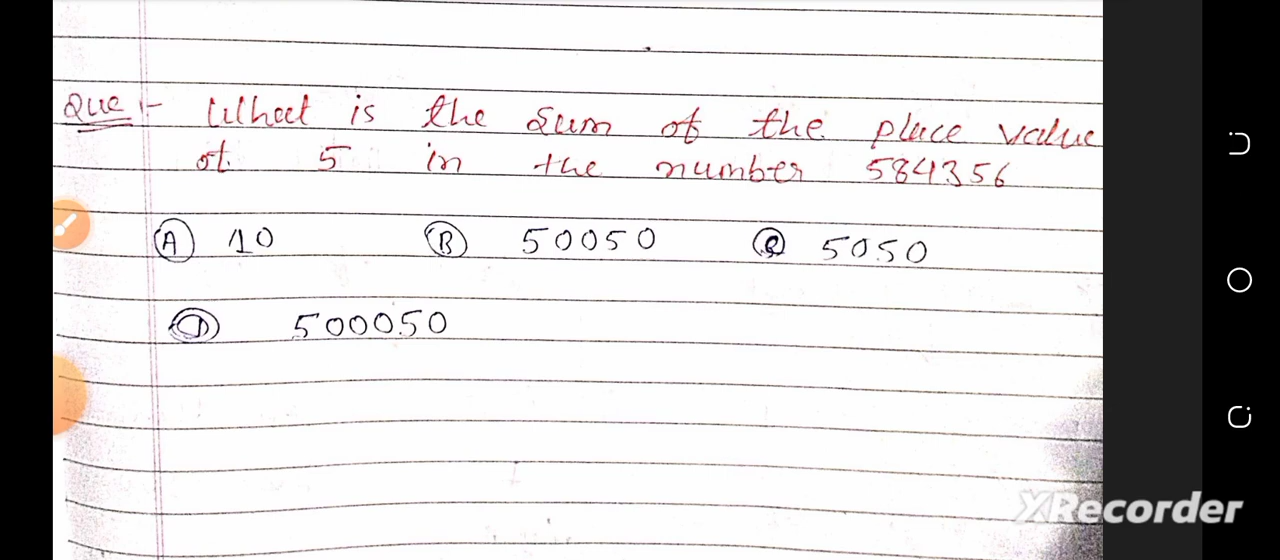 Que :- What is the sum of the place value
of 5 in the number 584356
A 10 B 50050 C 5050
D 500050
XRecorder